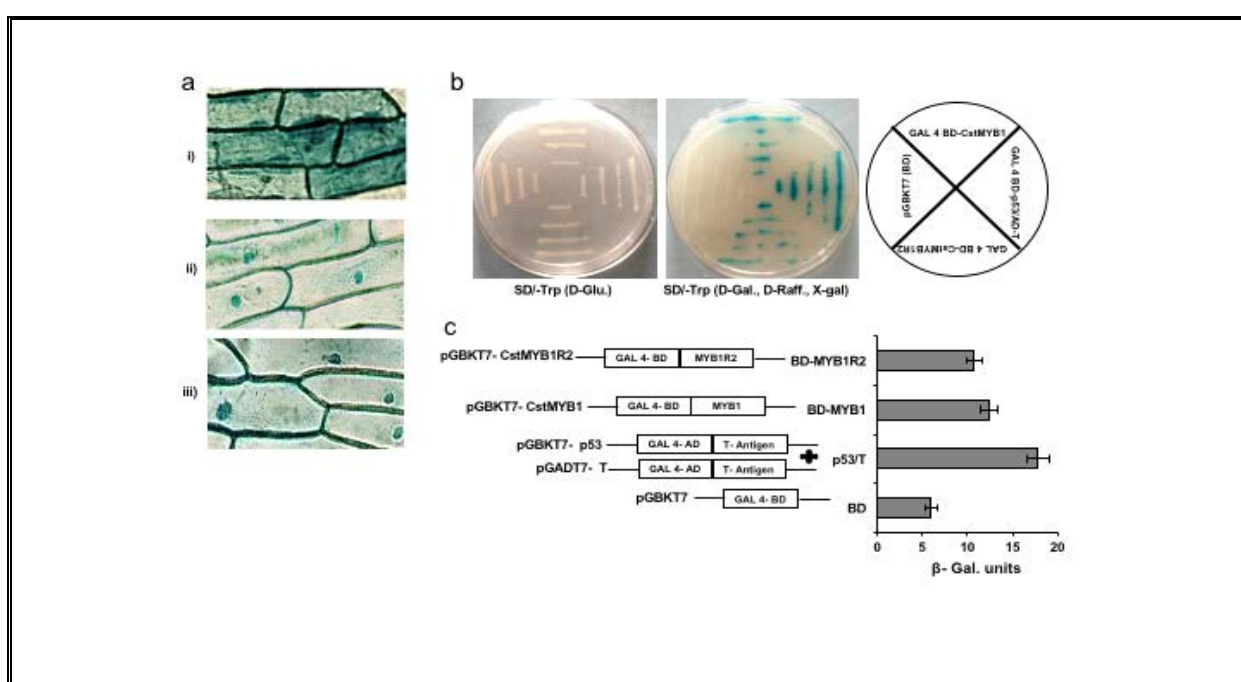 a
i)
ii)
iii)
b
SD/-Trp (D-Glu.)
SD/-Trp (D-Gal., D-Raff., X-gal)
GAL 4 BD-CstMYB1
GAL 4 BD-p53/AD-T
GAL 4 BD-CstMYB1R2
pGBKT7 (BD)
c
pGBKT7- CstMYB1R2 GAL 4- BD MYB1R2 BD-MYB1R2
pGBKT7- CstMYB1 GAL 4- BD MYB1 BD-MYB1
pGBKT7- p53 GAL 4- AD T- Antigen
pGADT7- T GAL 4- AD T- Antigen
p53/T
pGBKT7 GAL 4- BD BD
0 5 10 15 20
β- Gal. units